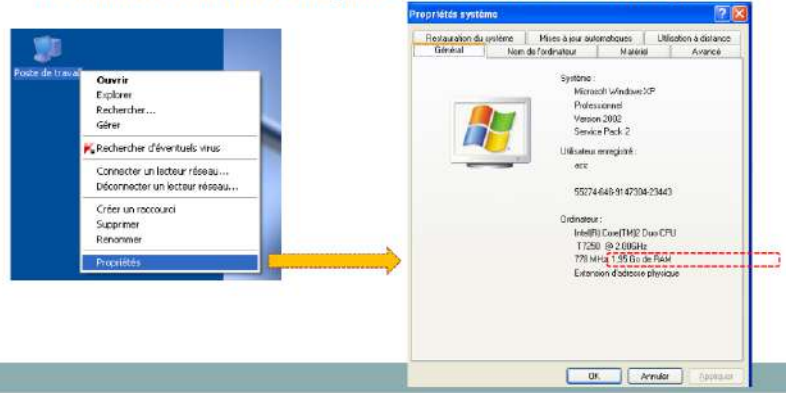 Poste de travail
Ouvrir
Explorer
Rechercher...
Gérer
Rechercher d'éventuels virus
Connecter un lecteur réseau...
Déconnecter un lecteur réseau...
Créer un raccourci
Supprimer
Renommer
Propriétés
Propriétés système
Restauration du système
Mises à jour automatiques
Utilisation à distance
Général
Nom de l'ordinateur
Matériel
Avancé
Système :
Microsoft Windows XP
Professionnel
Version 2002
Service Pack 2
Utilisateur enregistré :
acc
55274-646-9147304-23443
Ordinateur :
Intel(R) Core(TM)2 Duo CPU
T7250 @ 2.00GHz
778 MHz, 1,95 Go de RAM
Extension d'adresse physique
OK
Annuler
Appliquer